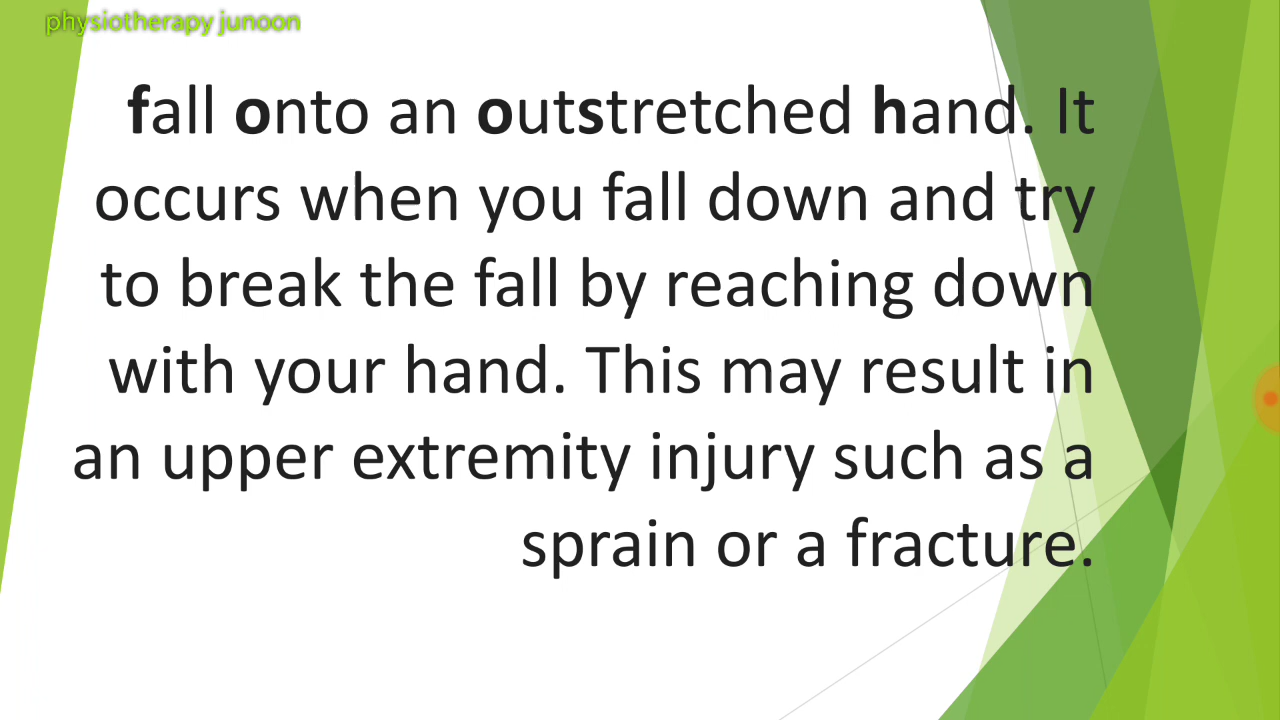 physiotherapy junoon
fall onto an outstretched hand. It
occurs when you fall down and try
to break the fall by reaching down
with your hand. This may result in
an upper extremity injury such as a
sprain or a fracture.